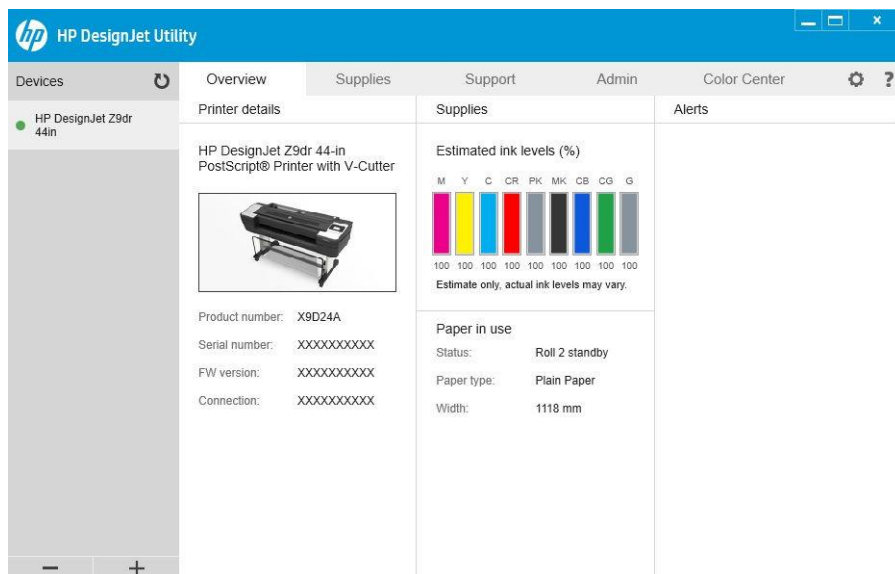 hp HP DesignJet Utility
Devices
Overview Supplies Support Admin Color Center ?
HP DesignJet Z9dr
44in
Printer details
HP DesignJet Z9dr 44-in
PostScript® Printer with V-Cutter
Product number: X9D24A
Serial number: XXXXXXXXXX
FW version: XXXXXXXXXX
Connection: XXXXXXXXXX
Supplies
Estimated ink levels (%)
M Y C CR PK MK CB CG G
100 100 100 100 100 100 100 100 100
Estimate only, actual ink levels may vary.
Paper in use
Status: Roll 2 standby
Paper type: Plain Paper
Width: 1118 mm
Alerts